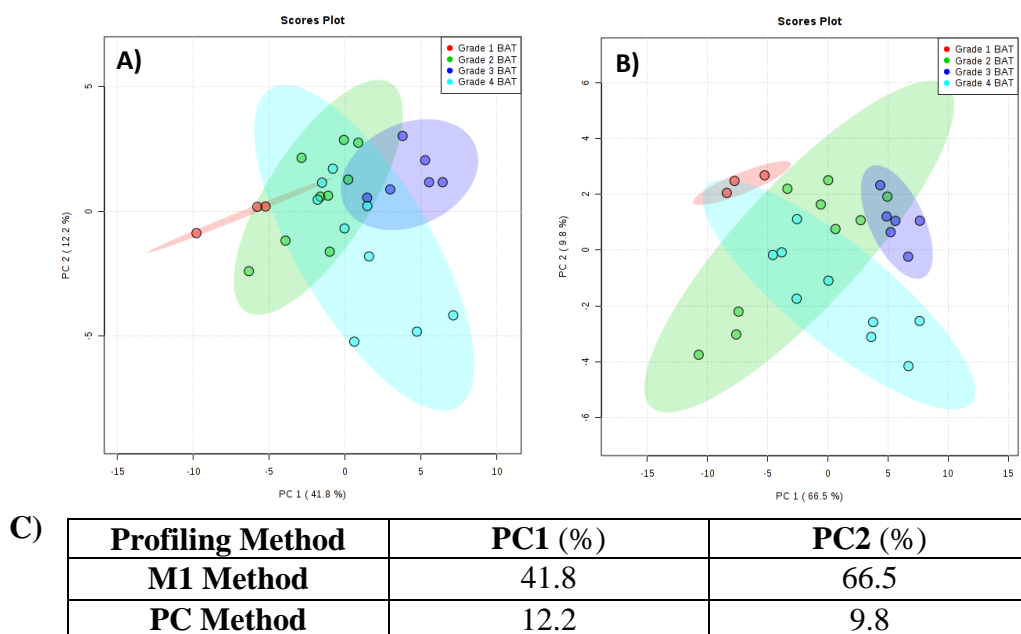 Scores Plot
A)
Grade 1 BAT
Grade 2 BAT
Grade 3 BAT
Grade 4 BAT
5
0
-5
PC 2 ( 12.2 %)
-15 -10 -5 0 5 10
PC 1 ( 41.8 %)
Scores Plot
B)
Grade 1 BAT
Grade 2 BAT
Grade 3 BAT
Grade 4 BAT
6
4
2
0
-2
-4
-6
PC 2 ( 9.8 %)
-15 -10 -5 0 5 10 15
PC 1 ( 66.5 %)
C)
Profiling Method PC1 (%) PC2 (%)
M1 Method 41.8 66.5
PC Method 12.2 9.8